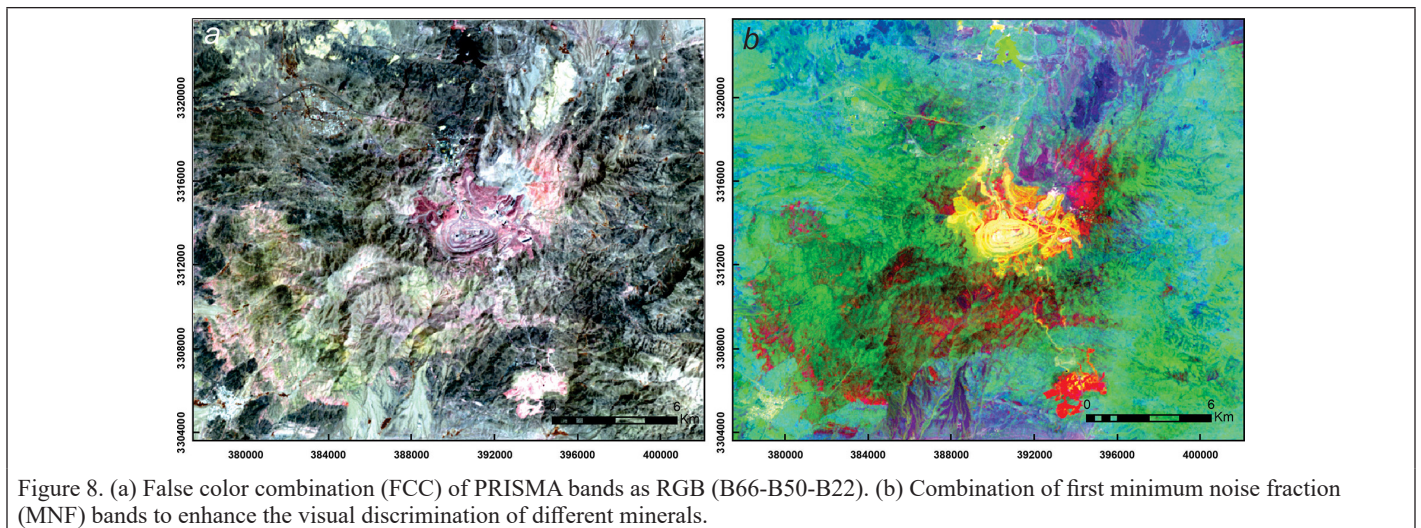 a
b
3320000
3316000
3312000
3308000
3304000
3320000
3316000
3312000
3308000
3304000
0
6
Km
0
6
Km
380000 384000 388000 392000 396000 400000
380000 384000 388000 392000 396000 400000
Figure 8. (a) False color combination (FCC) of PRISMA bands as RGB (B66-B50-B22). (b) Combination of first minimum noise fraction
(MNF) bands to enhance the visual discrimination of different minerals.